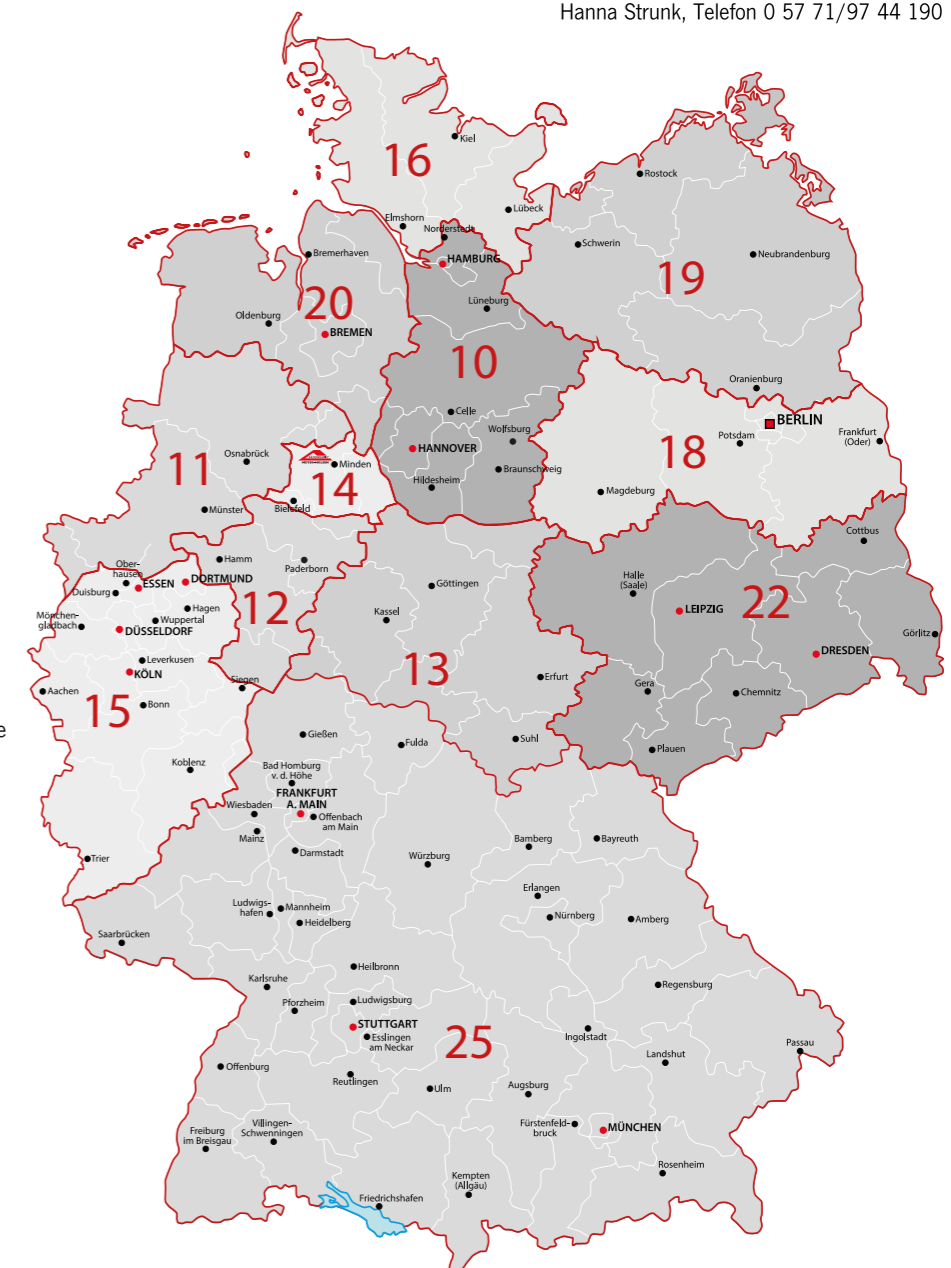 Hanna Strunk, Telefon 0 57 71/97 44 190
Kiel
16
Rostock
Lübeck
Elmshorn
Norderstedt
Schwerin
Bremerhaven
HAMBURG
Neubrandenburg
19
20
Lüneburg
Oldenburg
BREMEN
10
Oranienburg
Celle
BERLIN
Wolfsburg
Potsdam
Frankfurt
(Oder)
HANNOVER
18
Osnabrück
Minden
11
14
Braunschweig
Hildesheim
Magdeburg
Bielefeld
Münster
Cottbus
Hamm
Paderborn
Ober-
hausen
ESSEN
DORTMUND
Duisburg
Göttingen
Halle
(Saale)
22
LEIPZIG
12
Hagen
Kassel
Mönchen-
gladbach
Wuppertal
DÜSSELDORF
Görlitz
DRESDEN
Leverkusen
KÖLN
13
Siegen
Erfurt
Gera
Chemnitz
Aachen
15
Bonn
e
Gießen
Fulda
Suhl
Plauen
Koblenz
Bad Homburg
v. d. Höhe
FRANKFURT
A. MAIN
Wiesbaden
Offenbach
am Main
Mainz
Bamberg
Bayreuth
Darmstadt
Würzburg
Trier
Erlangen
Ludwigs-
hafen
Mannheim
Nürnberg
Amberg
Heidelberg
Saarbrücken
Heilbronn
Karlsruhe
Regensburg
Pforzheim
Ludwigsburg
STUTTGART
Esslingen
am Neckar
25
Ingolstadt
Passau
Landshut
Offenburg
Reutlingen
Ulm
Augsburg
Fürstenfeld-
bruck
MÜNCHEN
Villingen-
Schwenningen
Freiburg
im Breisgau
Rosenheim
Kempten
(Allgäu)
Friedrichshafen